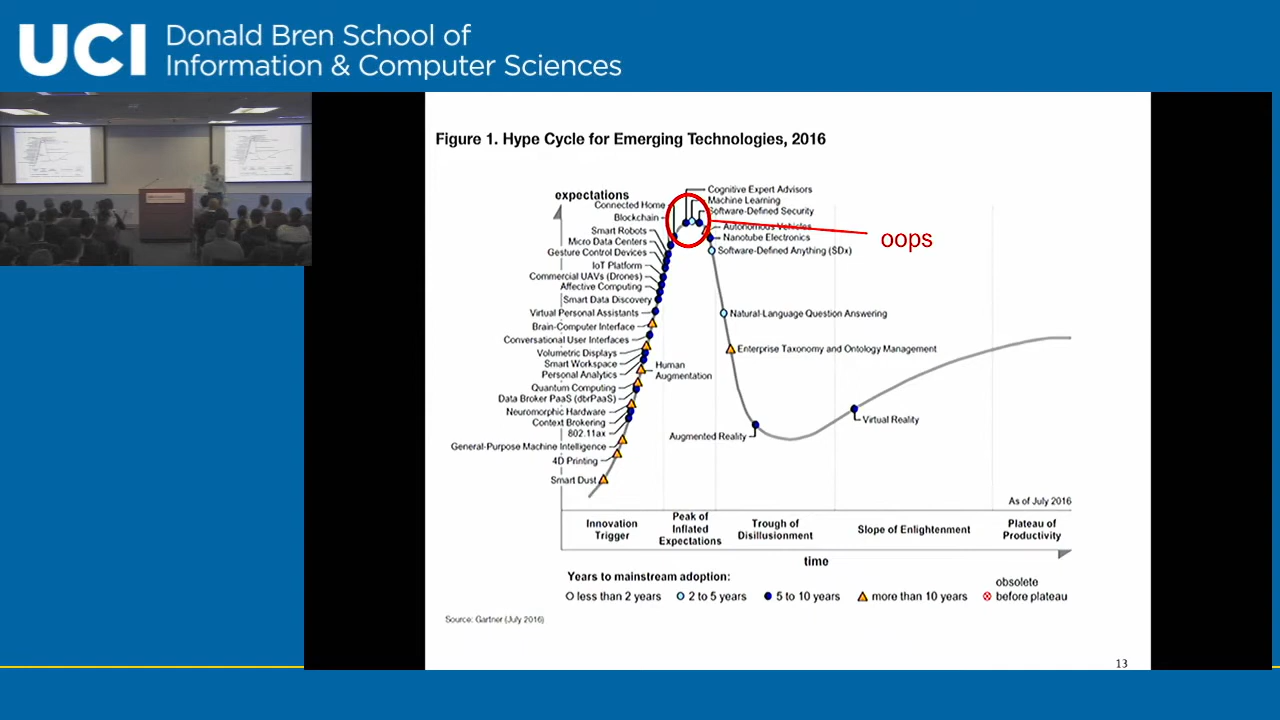 UCI
Donald Bren School of
Information & Computer Sciences
Figure 1. Hype Cycle for Emerging Technologies, 2016
expectations
Cognitive Expert Advisors
Machine Learning
Software-Defined Security
Autonomous Vehicles
Nanotube Electronics
Software-Defined Anything (SDx)
oops
Connected Home
Blockchain
Smart Robots
Micro Data Centers
Gesture Control Devices
IoT Platform
Commercial UAVs (Drones)
Affective Computing
Smart Data Discovery
Virtual Personal Assistants
Brain-Computer Interface
Conversational User Interfaces
Volumetric Displays
Smart Workspace
Personal Analytics
Quantum Computing
Data Broker PaaS (dbrPaaS)
Neuromorphic Hardware
Context Brokering
802.11ax
General-Purpose Machine Intelligence
4D Printing
Smart Dust
Human
Augmentation
Natural-Language Question Answering
Enterprise Taxonomy and Ontology Management
Augmented Reality
Virtual Reality
As of July 2016
Innovation
Trigger
Peak of
Inflated
Expectations
Trough of
Disillusionment
Slope of Enlightenment
Plateau of
Productivity
time
Years to mainstream adoption:
less than 2 years
2 to 5 years
5 to 10 years
more than 10 years
obsolete
before plateau
Source: Gartner (July 2016)
13